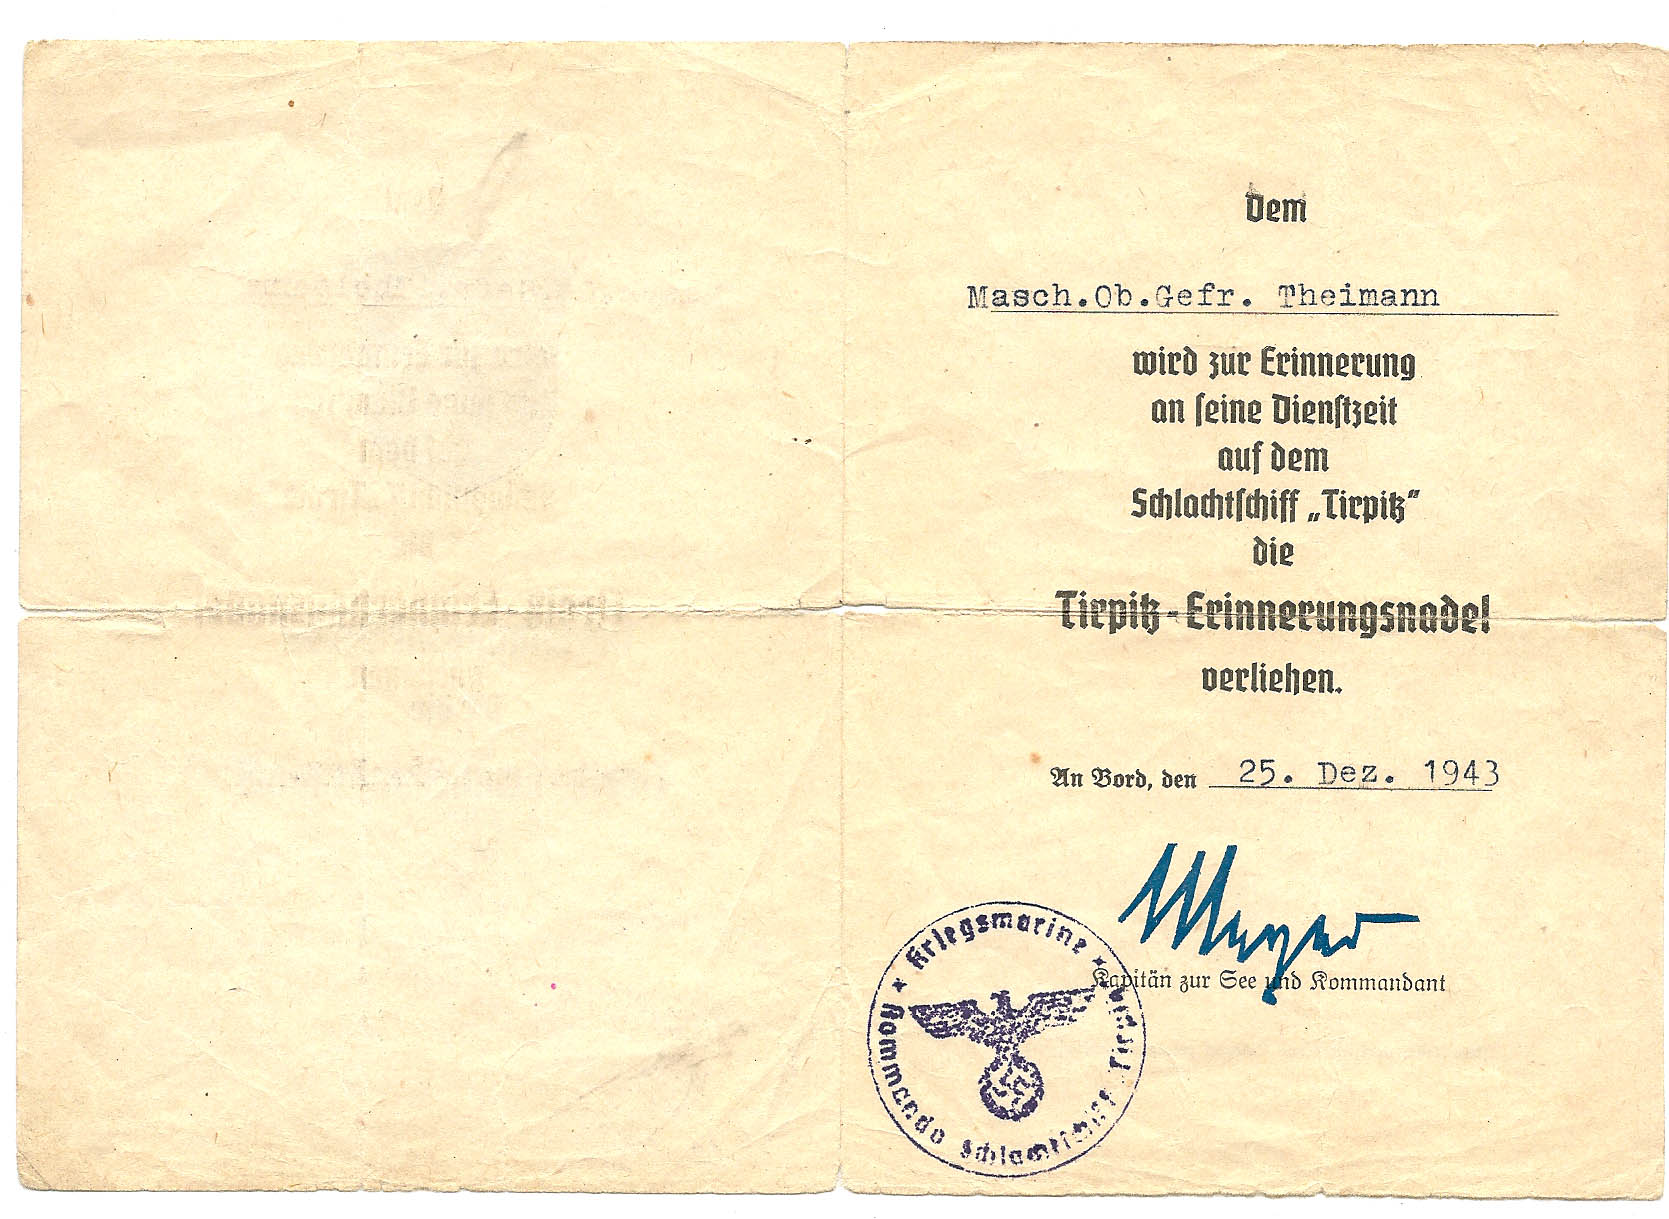 Dem
Masch.Ob.Gefr. Theimann
wird zur Erinnerung
an seine Dienstzeit
auf dem
Schlachtschiff „Tirpitz“
die
Tirpitz-Erinnerungsnadel
verliehen.
An Bord, den 25. Dez. 1943
Meyer
Kapitän zur See und Kommandant
Kriegsmarine
Kommando Schlachtschiff Tirpitz